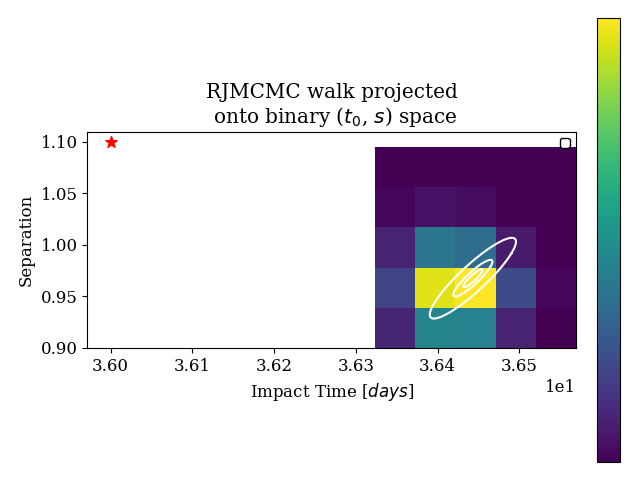 RJMCMC walk projected
onto binary (t₀, s) space
1.10
1.05
1.00
0.95
0.90
Separation
3.60 3.61 3.62 3.63 3.64 3.65
1e1
Impact Time [days]